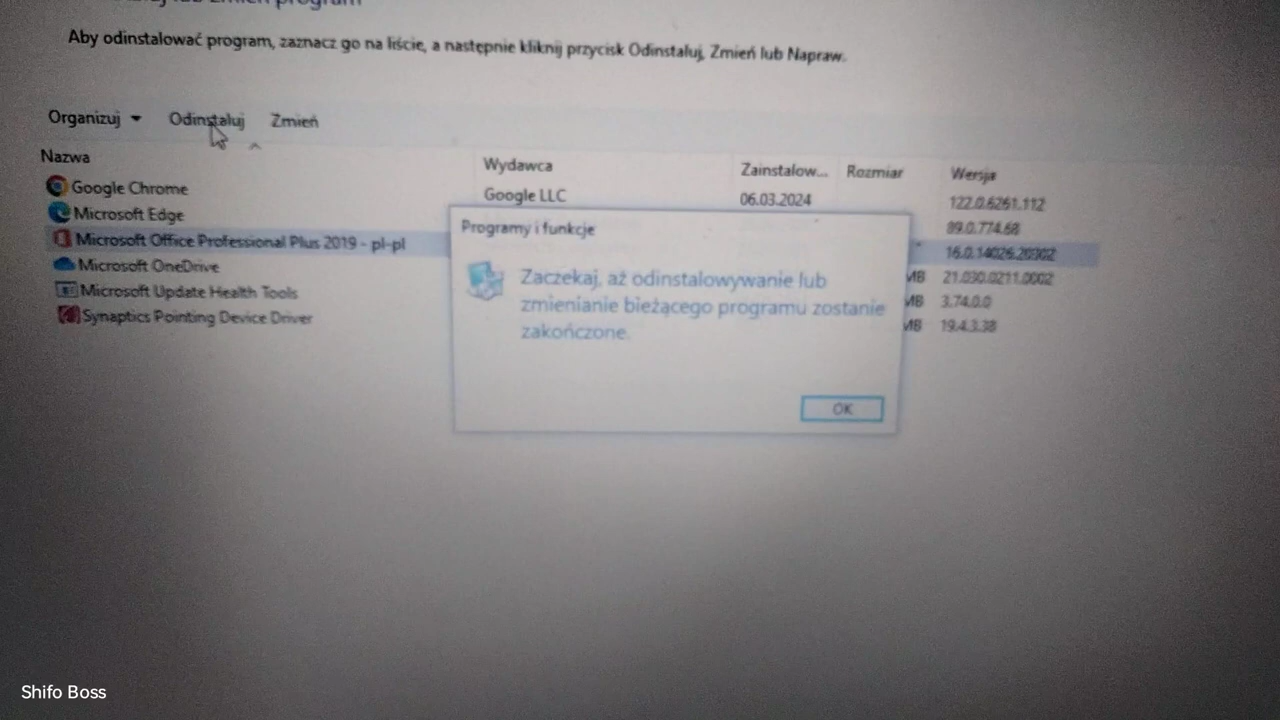 Aby odinstalować program, zaznacz go na liście, a następnie kliknij przycisk Odinstaluj, Zmień lub Napraw.
Organizuj Odinstaluj Zmień
Nazwa Wydawca Zainstalow... Rozmiar Wersja
Google Chrome Google LLC 06.03.2024 122.0.6261.112
Microsoft Edge 89.0.774.68
Microsoft Office Professional Plus 2019 - pl-pl 16.0.14026.20302
Microsoft OneDrive MB 21.030.0211.0002
Microsoft Update Health Tools MB 3.74.0.0
Synaptics Pointing Device Driver MB 19.4.3.38
Programy i funkcje
Zaczekaj, aż odinstalowywanie lub
zmienianie bieżącego programu zostanie
zakończone.
OK
Shifo Boss